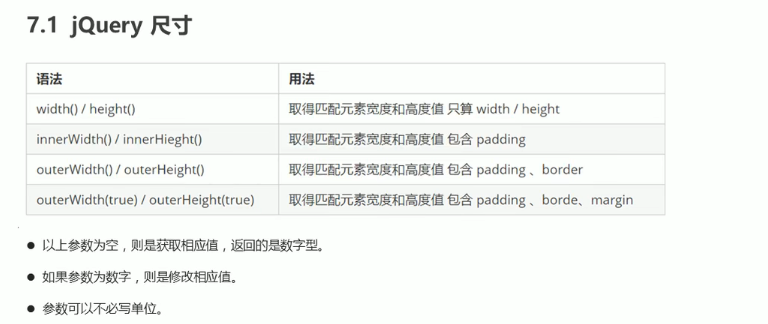 7.1 jQuery 尺寸
语法 用法
width() / height() 取得匹配元素宽度和高度值 只算 width / height
innerWidth() / innerHieght() 取得匹配元素宽度和高度值 包含 padding
outerWidth() / outerHeight() 取得匹配元素宽度和高度值 包含 padding 、border
outerWidth(true) / outerHeight(true) 取得匹配元素宽度和高度值 包含 padding 、borde、margin
● 以上参数为空，则是获取相应值，返回的是数字型。
● 如果参数为数字，则是修改相应值。
● 参数可以不必写单位。